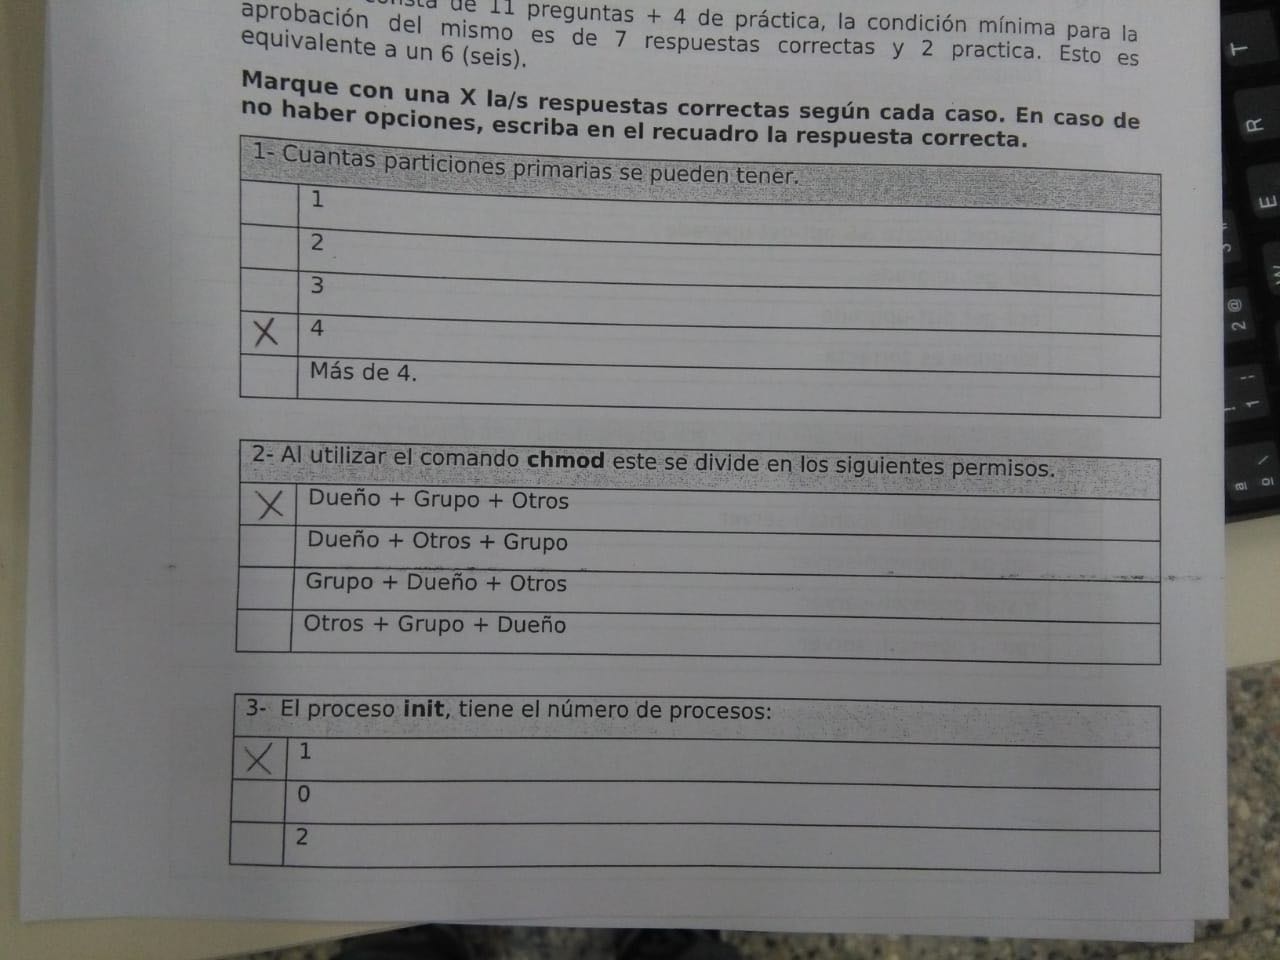 de 11 preguntas + 4 de práctica, la condición mínima para la
aprobación del mismo es de 7 respuestas correctas y 2 practica. Esto es
equivalente a un 6 (seis).
Marque con una X la/s respuestas correctas según cada caso. En caso de
no haber opciones, escriba en el recuadro la respuesta correcta.
1- Cuantas particiones primarias se pueden tener.
1
2
3
X 4
Más de 4.
2- Al utilizar el comando chmod este se divide en los siguientes permisos.
X Dueño + Grupo + Otros
Dueño + Otros + Grupo
Grupo + Dueño + Otros
Otros + Grupo + Dueño
3- El proceso init, tiene el número de procesos:
X 1
0
2
T
R
E
W
3 #
2 @
1 !
ª º \